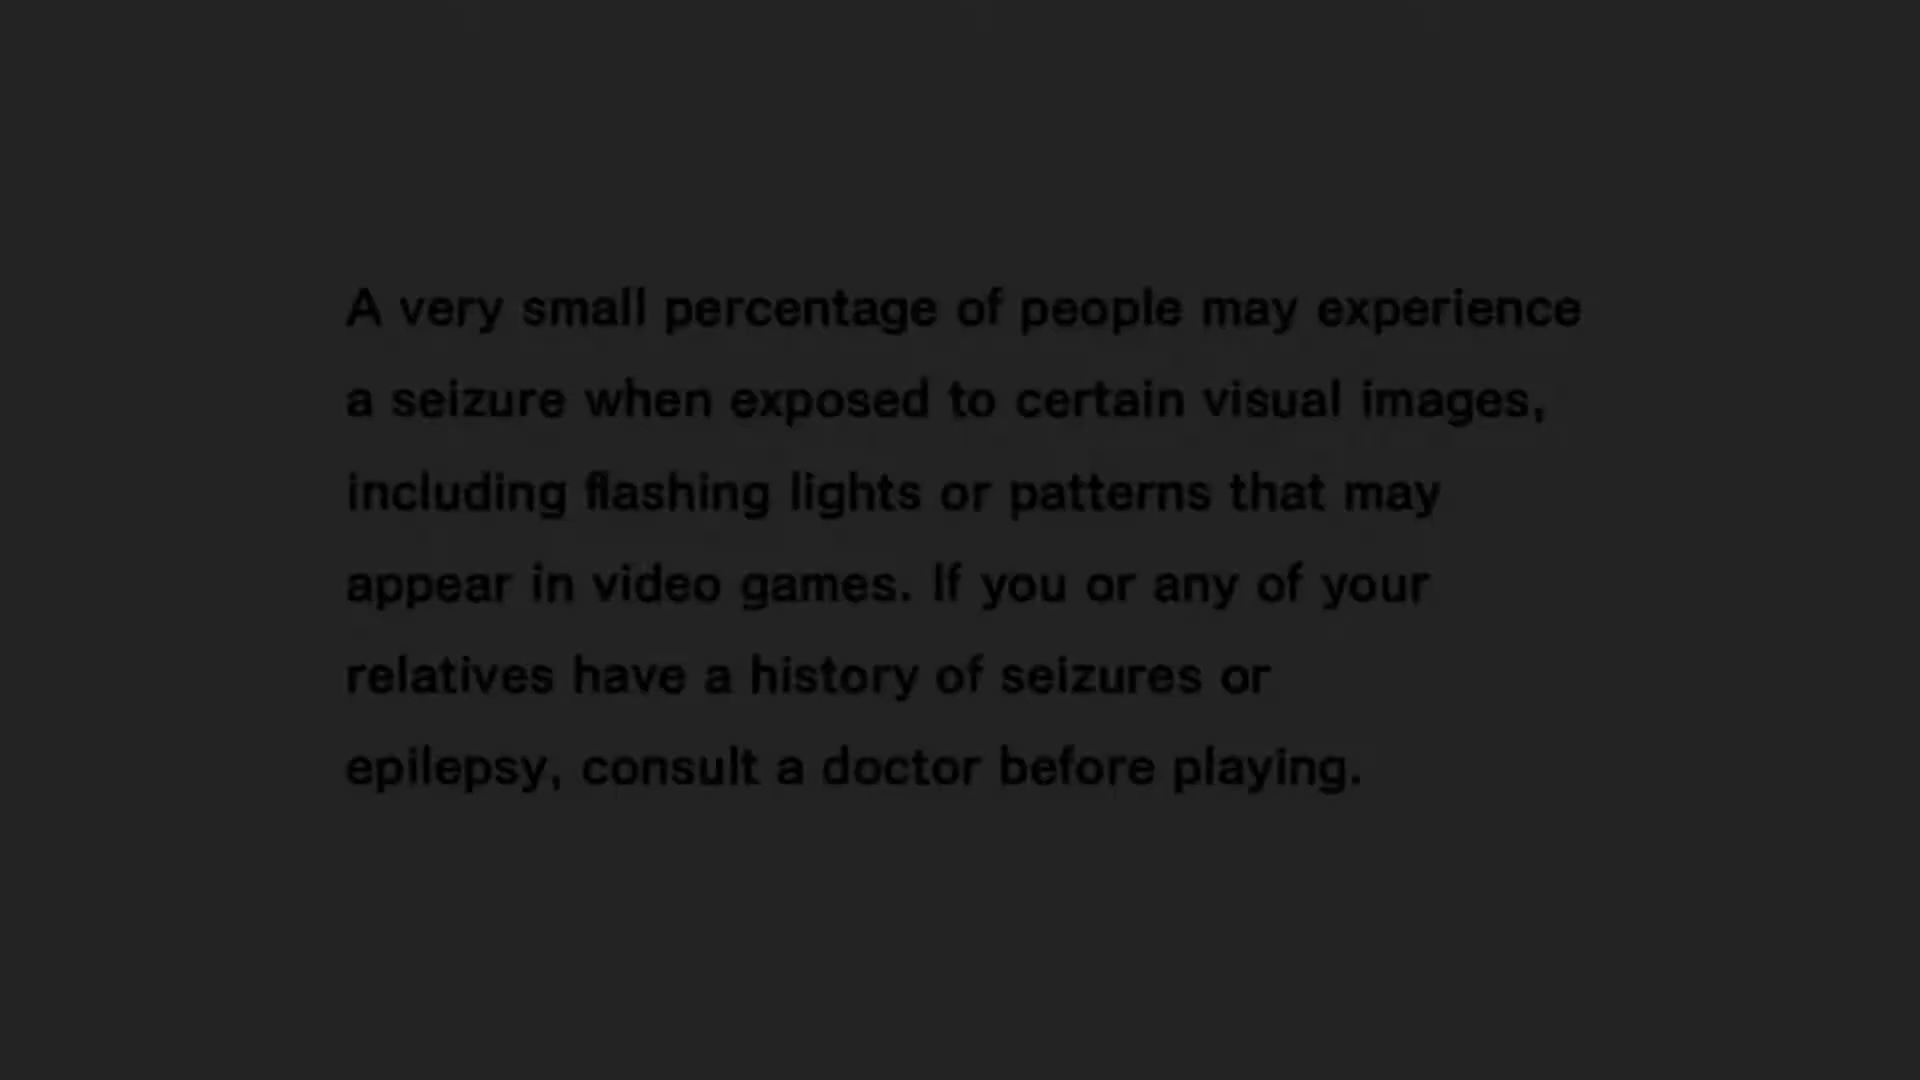 A very small percentage of people may experience
a seizure when exposed to certain visual images,
including flashing lights or patterns that may
appear in video games. If you or any of your
relatives have a history of seizures or
epilepsy, consult a doctor before playing.